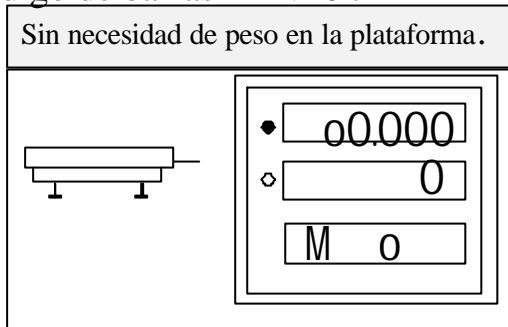 Sin necesidad de peso en la plataforma.
o0.000
0
M o